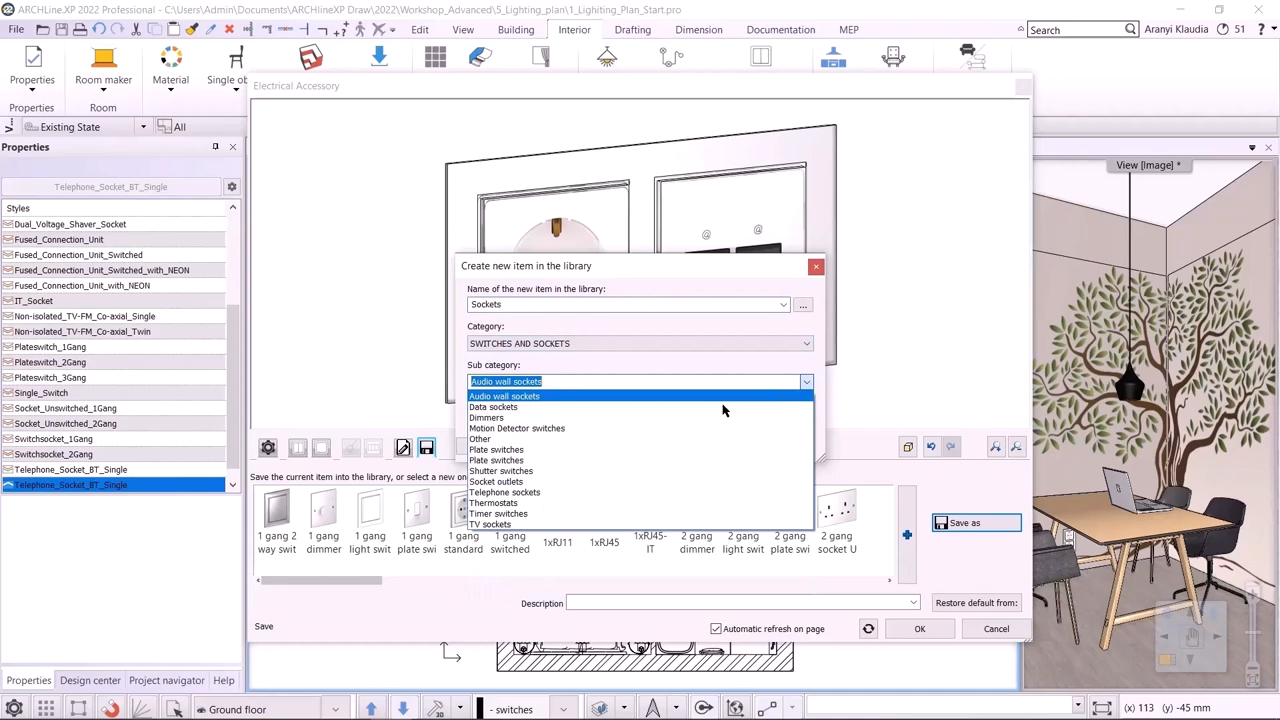 ARCHLine.XP 2022 Professional - C:\Users\Admin\Documents\ARCHlineXP Draw\2022\Workshop_Advanced\5_Lighting_plan\1_Lighting_Plan_Start.pro
File Edit View Building Interior Drafting Dimension Documentation MEP Search Aranyi Klaudia 51
Properties Room maker Material Single ob
Properties Room
Existing State All
Electrical Accessory
Properties
View [Image] *
Telephone_Socket_BT_Single
Styles
Dual_Voltage_Shaver_Socket
Fused_Connection_Unit
Fused_Connection_Unit_Switched
Fused_Connection_Unit_Switched_with_NEON
Fused_Connection_Unit_with_NEON
IT_Socket
Non-isolated_TV-FM_Co-axial_Single
Non-isolated_TV-FM_Co-axial_Twin
Plateswitch_1Gang
Plateswitch_2Gang
Plateswitch_3Gang
Single_Switch
Socket_Unswitched_1Gang
Socket_Unswitched_2Gang
Switchsocket_1Gang
Switchsocket_2Gang
Telephone_Socket_BT_Single
Telephone_Socket_BT_Single
@ @
Create new item in the library
Name of the new item in the library:
Sockets
...
Category:
SWITCHES AND SOCKETS
Sub category:
Audio wall sockets
Audio wall sockets
Data sockets
Dimmers
Motion Detector switches
Other
Plate switches
Plate switches
Shutter switches
Socket outlets
Telephone sockets
Thermostats
Timer switches
TV sockets
Save the current item into the library, or select a new on
1 gang 2 way swit
1 gang dimmer
1 gang light swit
1 gang plate swi
1 gang standard
1 gang switched
1xRJ11
1xRJ45
1xRJ45-IT
2 gang dimmer
2 gang light swit
2 gang plate swi
2 gang socket U
Save as
Description
Restore default from:
Save
Automatic refresh on page
OK
Cancel
Properties Design center Project navigator Help
Ground floor
- switches
(x) 113 (y) -45 mm